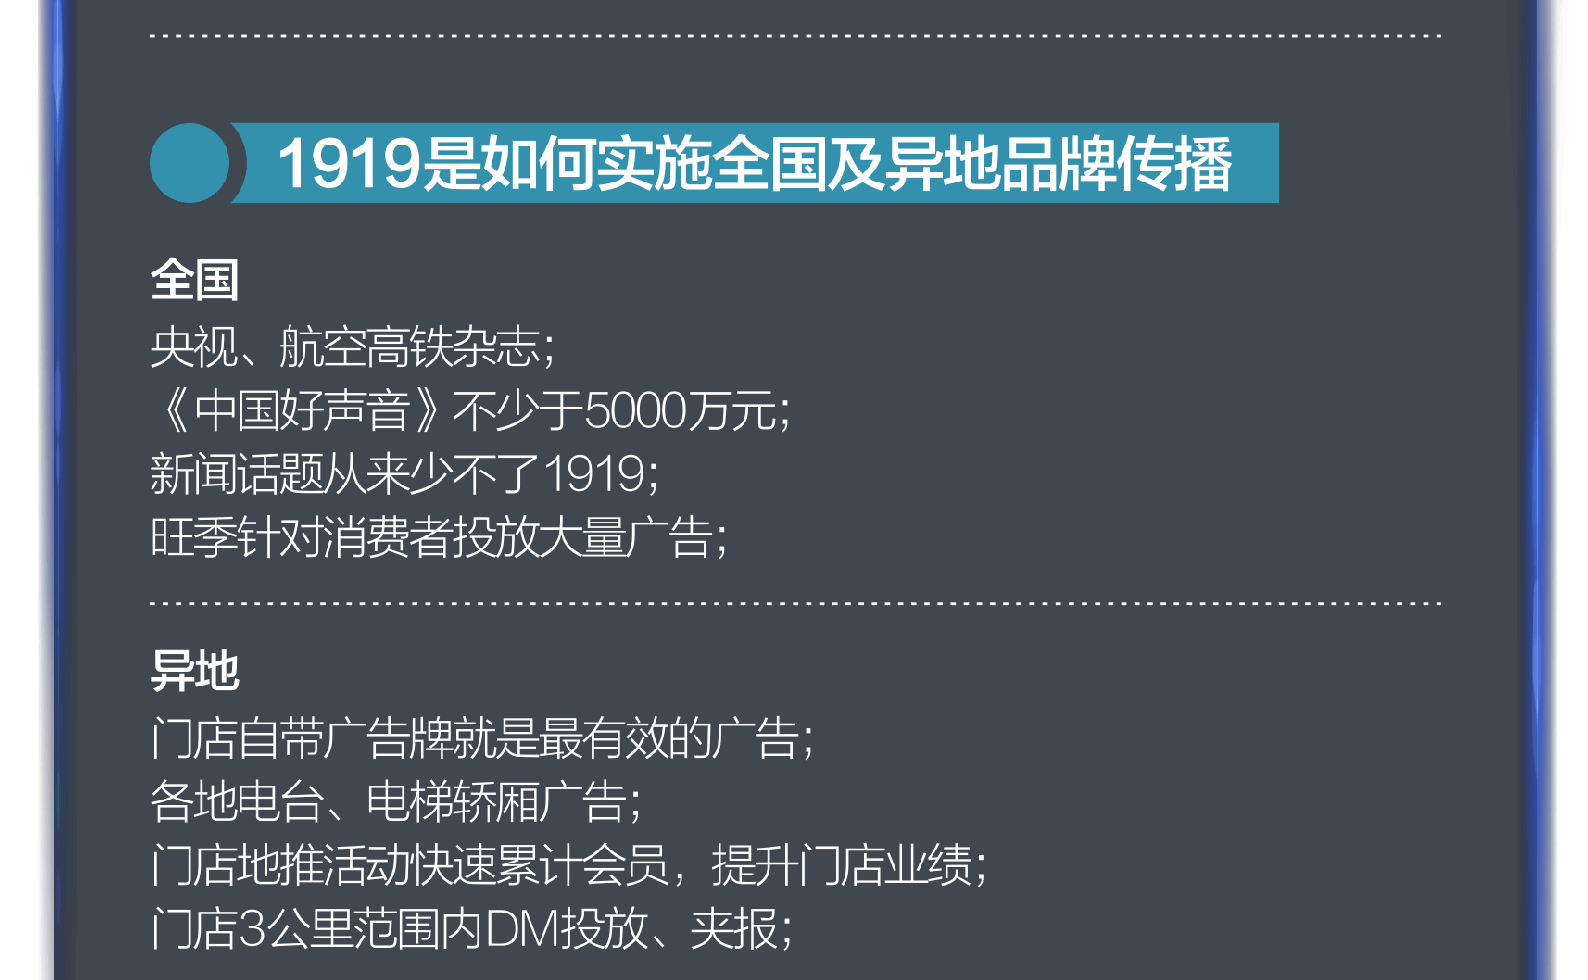 1919是如何实施全国及异地品牌传播
全国
央视、航空高铁杂志；
《中国好声音》不少于5000万元；
新闻话题从来少不了1919；
旺季针对消费者投放大量广告；
异地
门店自带广告牌就是最有效的广告；
各地电台、电梯轿厢广告；
门店地推活动快速累计会员，提升门店业绩；
门店3公里范围内DM投放、夹报；